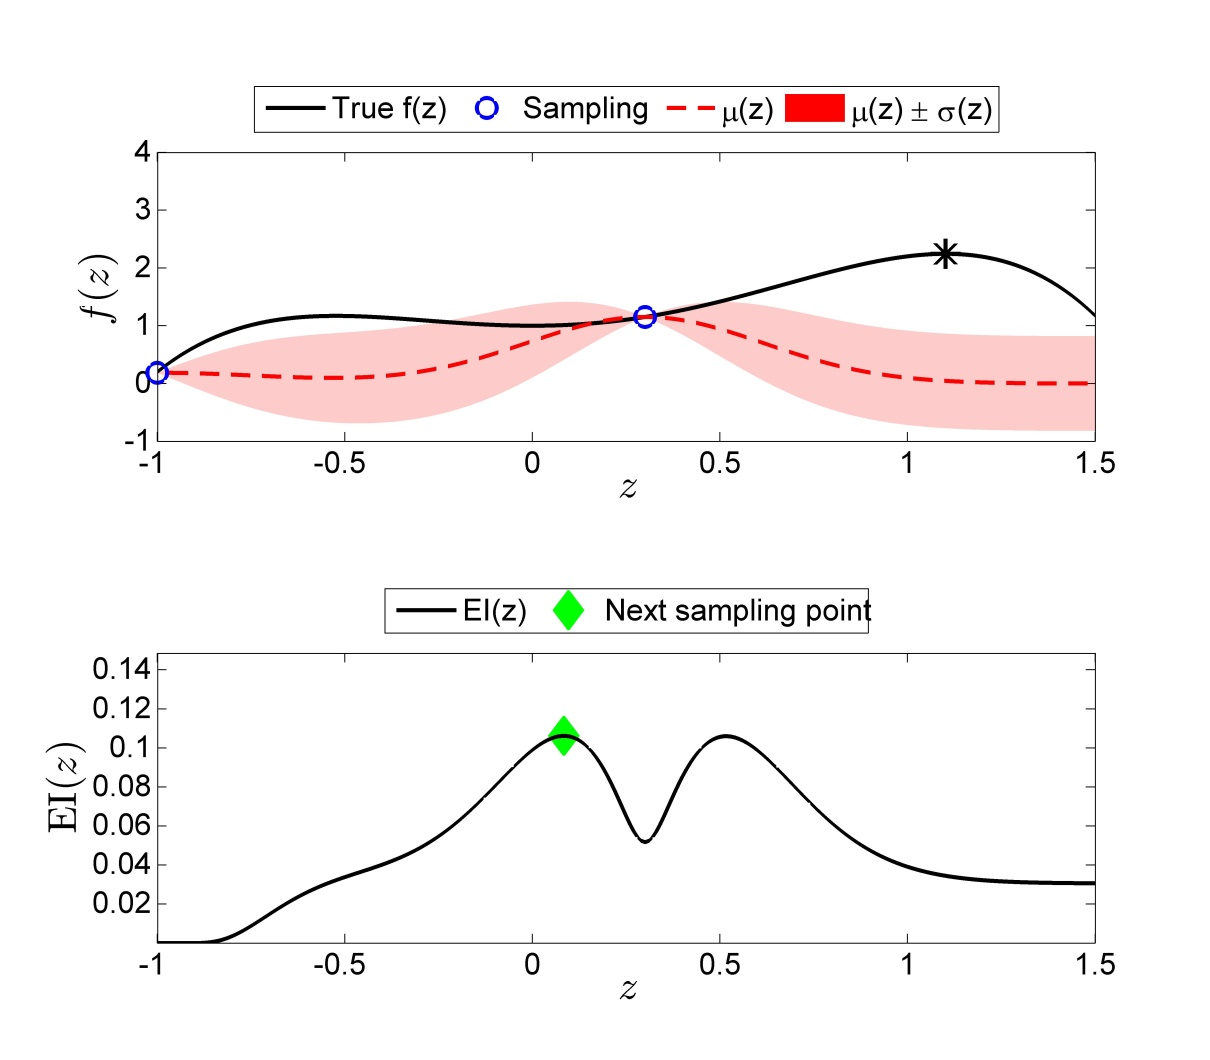 True f(z) Sampling μ(z) μ(z) ± σ(z)
4
3
2
1
0
-1
f(z)
-1 -0.5 0 0.5 1 1.5
z
EI(z) Next sampling point
0.14
0.12
0.1
0.08
0.06
0.04
0.02
EI(z)
-1 -0.5 0 0.5 1 1.5
z